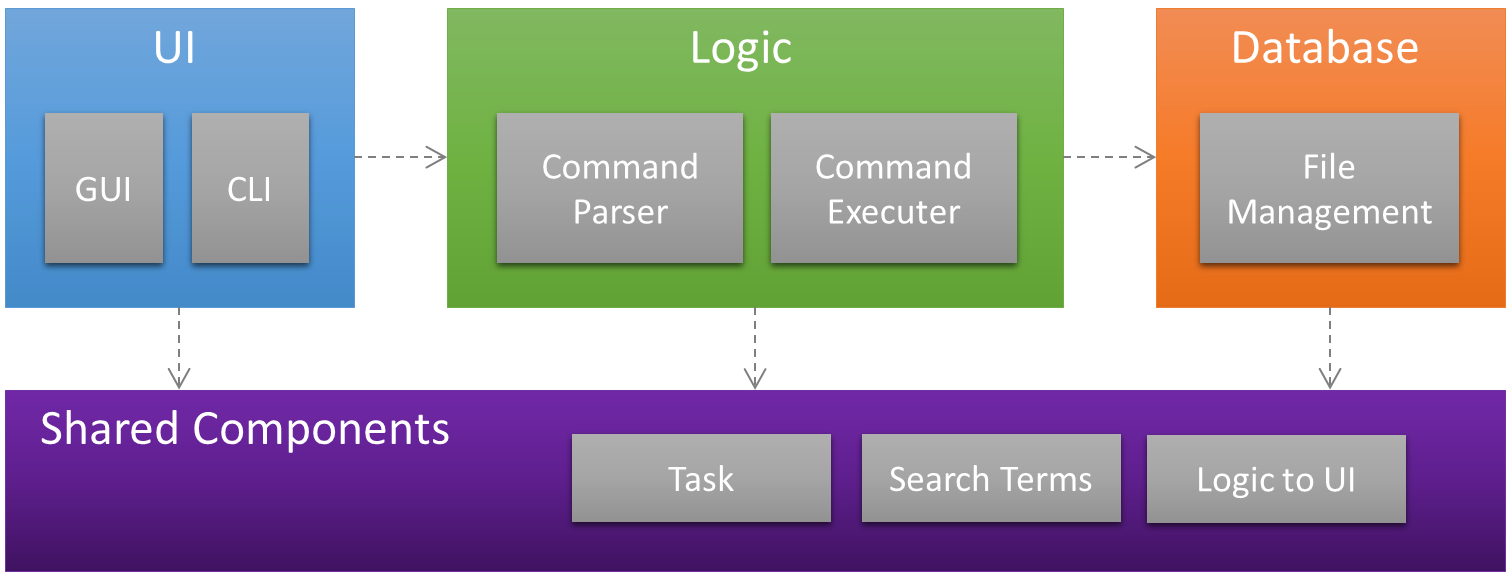 UI
GUI
CLI
Logic
Command
Parser
Command
Executer
Database
File
Management
Shared Components
Task
Search Terms
Logic to UI